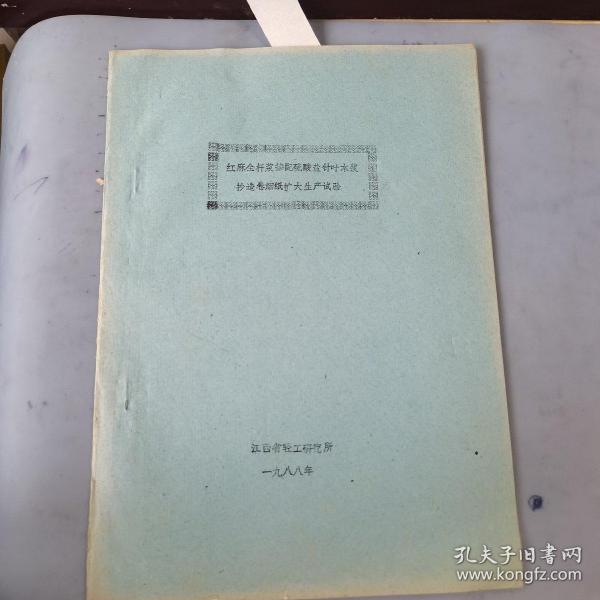 红麻全杆浆掺配硫酸盐针叶木浆
抄造卷烟纸扩大生产试验
江西省轻工研究所
一九八八年
孔夫子旧书网
www.kongfz.com